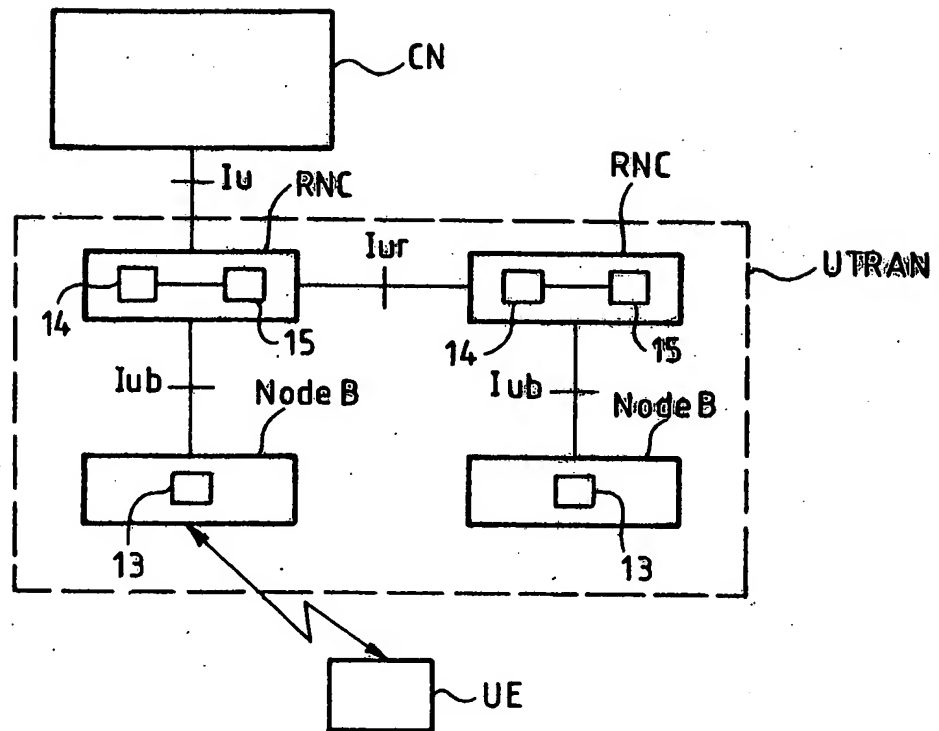 CN
Iu
RNC
RNC
Iur
UTRAN
14
15
14
15
Iub
Node B
Iub
Node B
13
13
UE